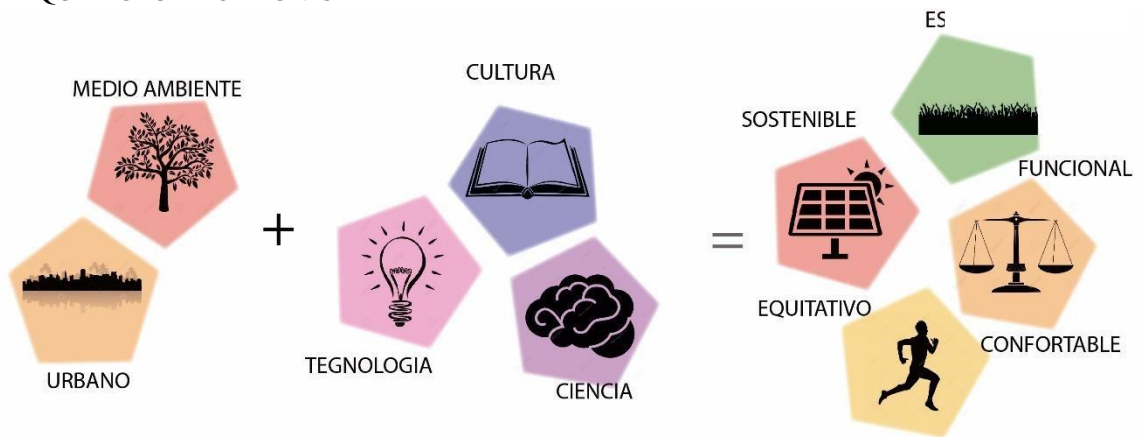 ES
CULTURA
MEDIO AMBIENTE
SOSTENIBLE
FUNCIONAL
+
=
EQUITATIVO
CONFORTABLE
TEGNOLOGIA
URBANO
CIENCIA